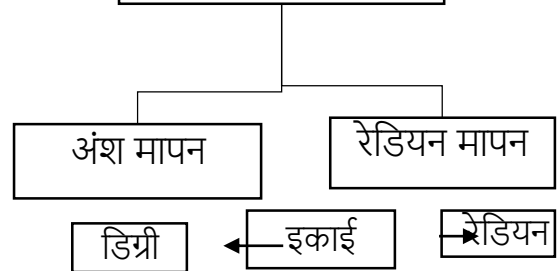 अंश मापन
रेडियन मापन
डिग्री
इकाई
रेडियन